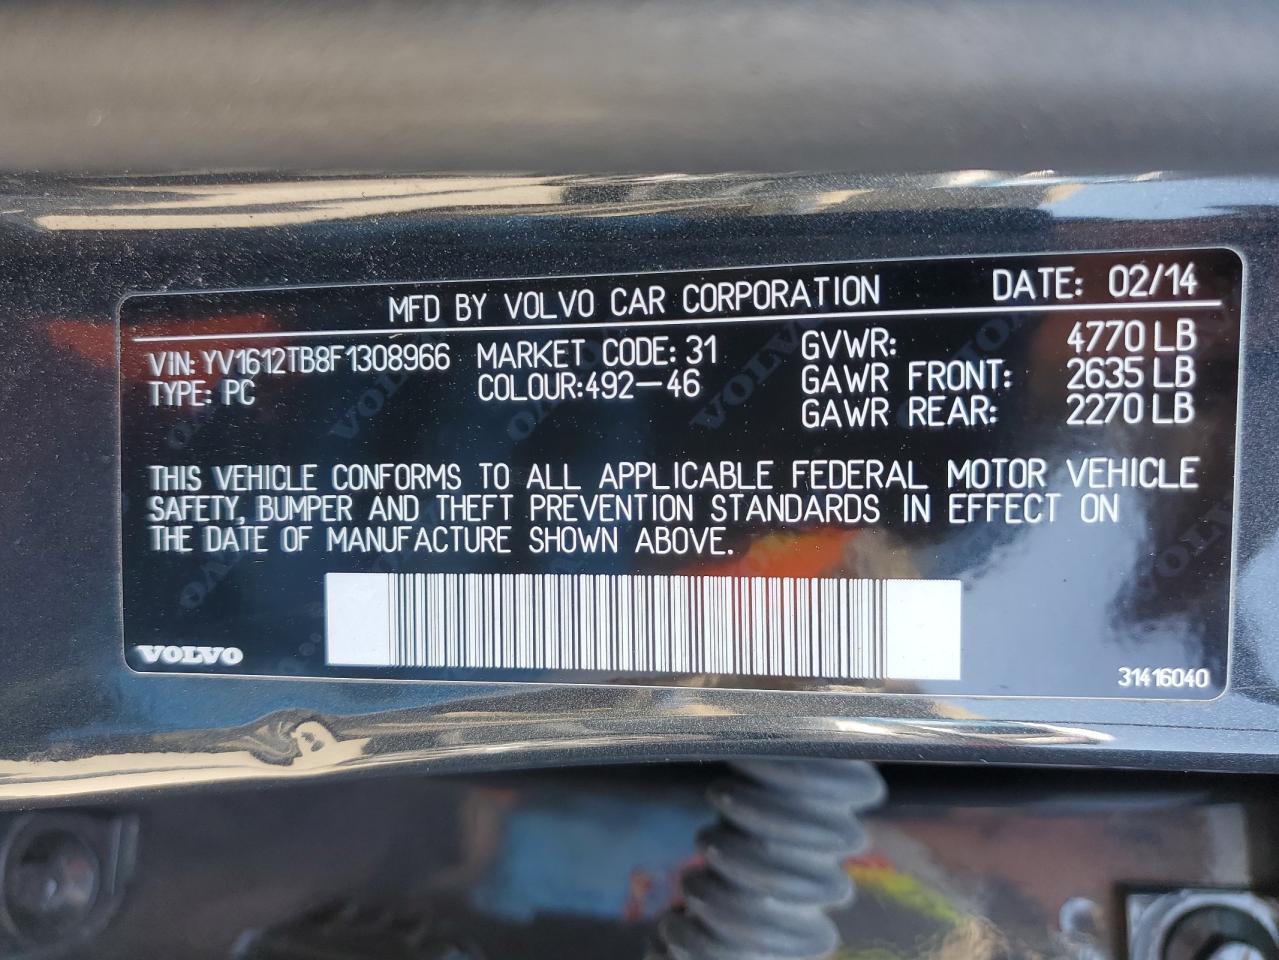 MFD BY VOLVO CAR CORPORATION DATE: 02/14
VIN: YV1612TB8F1308966 MARKET CODE: 31 GVWR: 4770 LB
TYPE: PC COLOUR:492-46 GAWR FRONT: 2635 LB
GAWR REAR: 2270 LB
THIS VEHICLE CONFORMS TO ALL APPLICABLE FEDERAL MOTOR VEHICLE
SAFETY, BUMPER AND THEFT PREVENTION STANDARDS IN EFFECT ON
THE DATE OF MANUFACTURE SHOWN ABOVE.
VOLVO 31416040